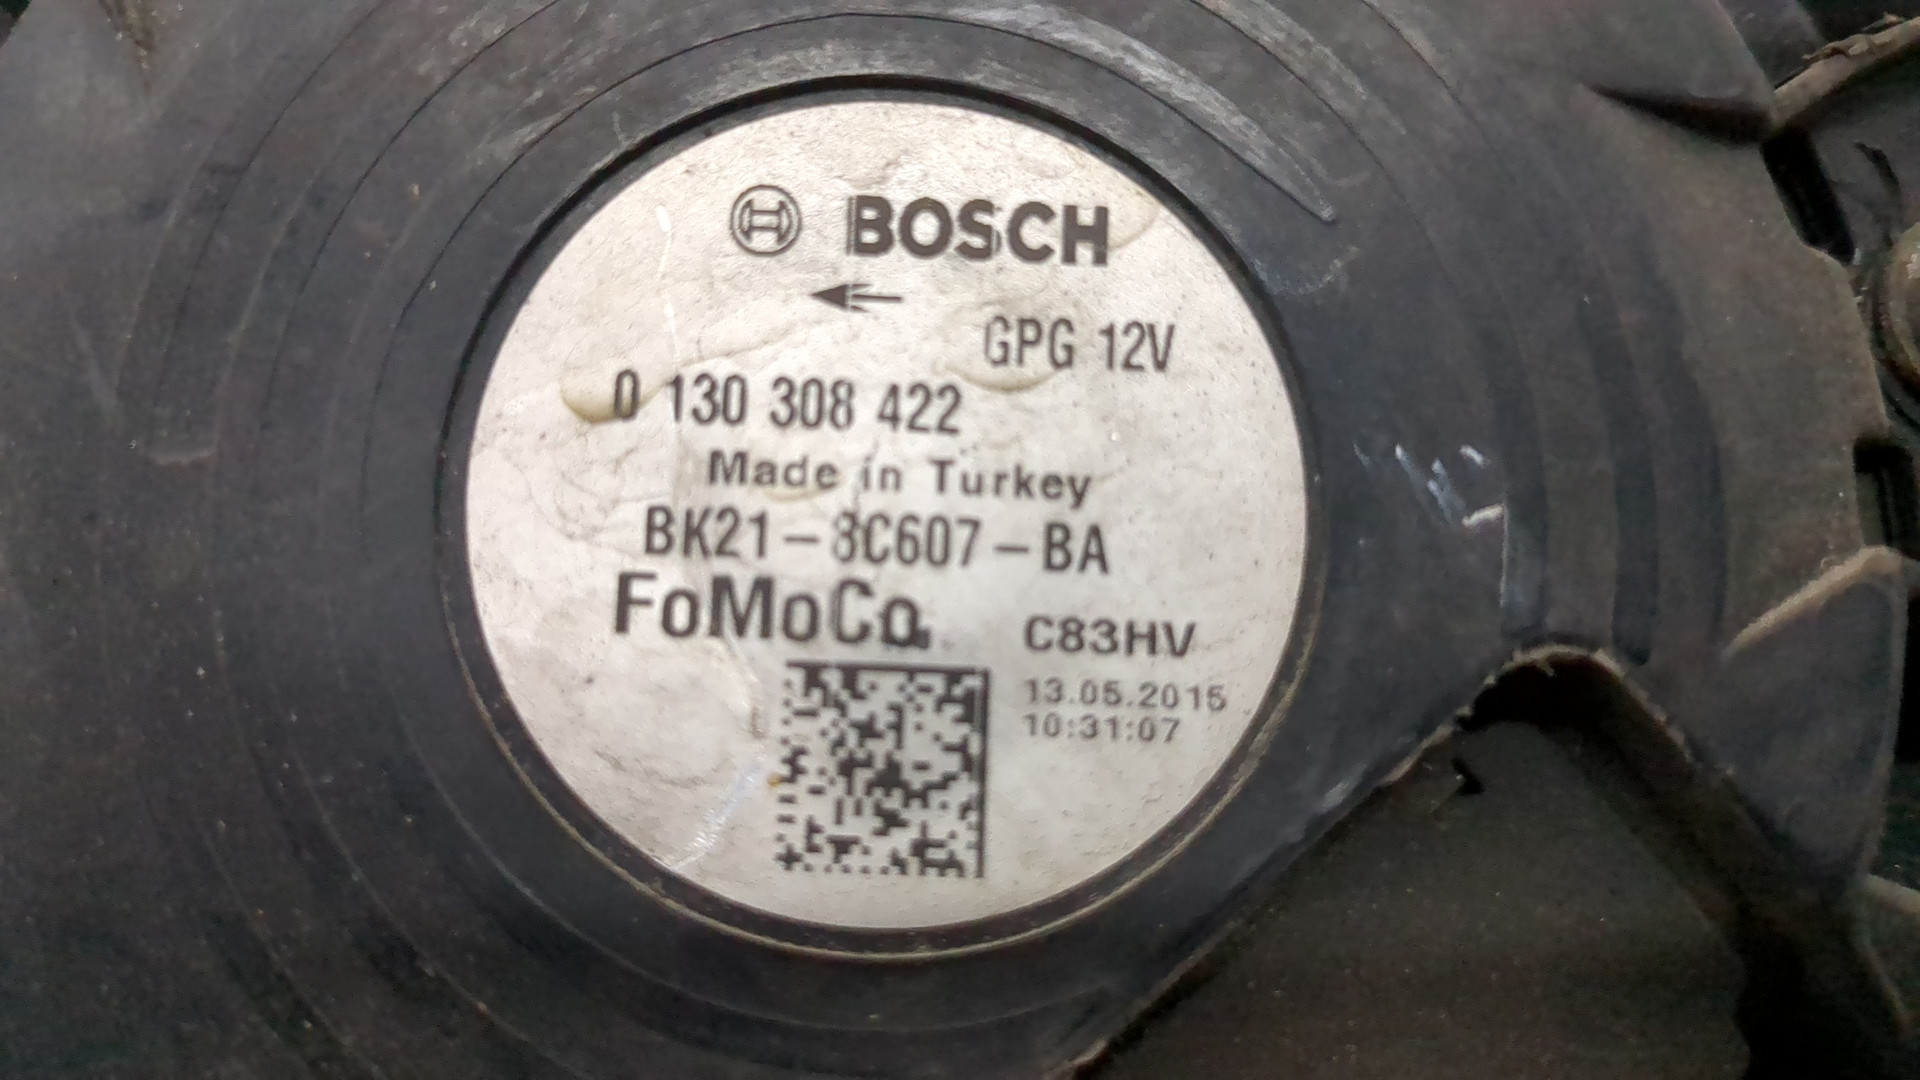 BOSCH
GPG 12V
0 130 308 422
Made in Turkey
BK21-8C607-BA
FoMoCo.
C83HV
13.05.2015
10:31:07